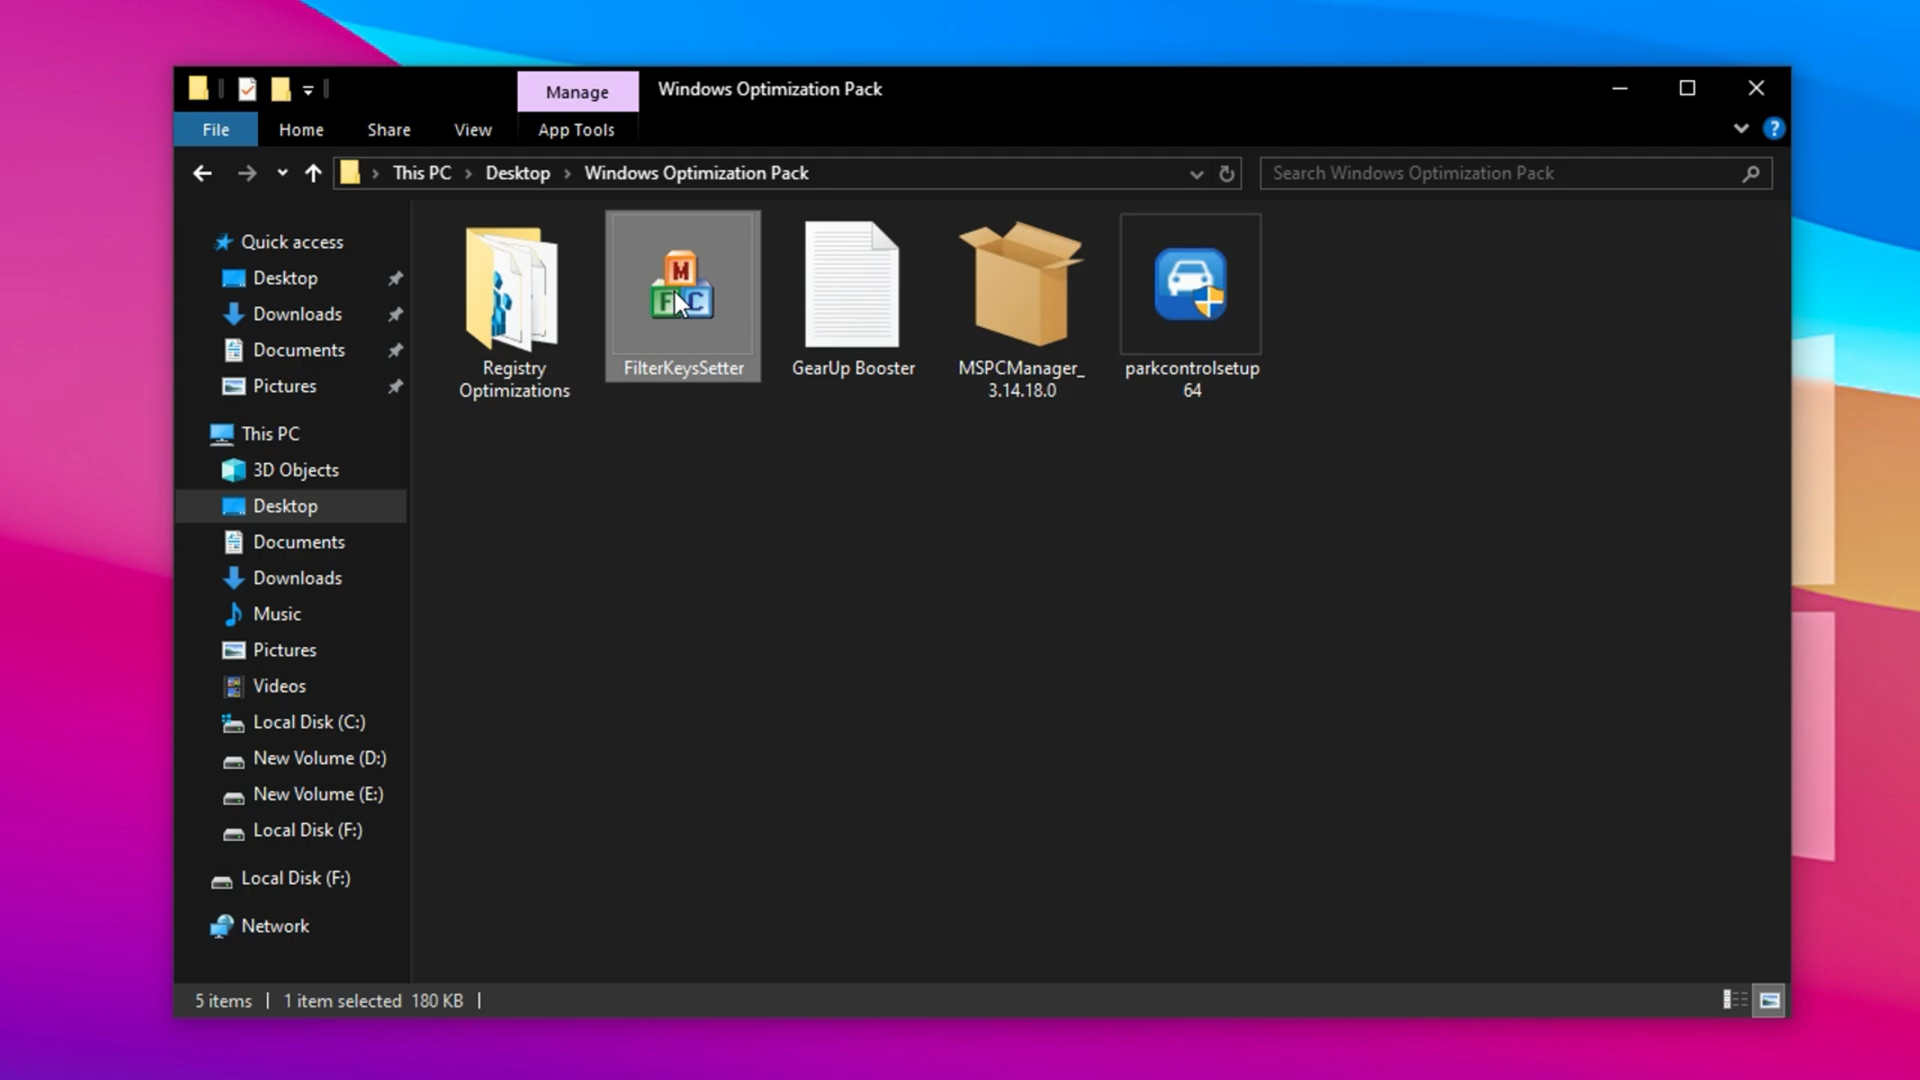 Manage
Windows Optimization Pack
File
Home
Share
View
App Tools
This PC
Desktop
Windows Optimization Pack
Search Windows Optimization Pack
Quick access
Desktop
Downloads
Documents
Pictures
This PC
3D Objects
Desktop
Documents
Downloads
Music
Pictures
Videos
Local Disk (C:)
New Volume (D:)
New Volume (E:)
Local Disk (F:)
Local Disk (F:)
Network
M
F C
Registry
Optimizations
FilterKeysSetter
GearUp Booster
MSPCManager_
3.14.18.0
parkcontrolsetup
64
5 items
1 item selected 180 KB